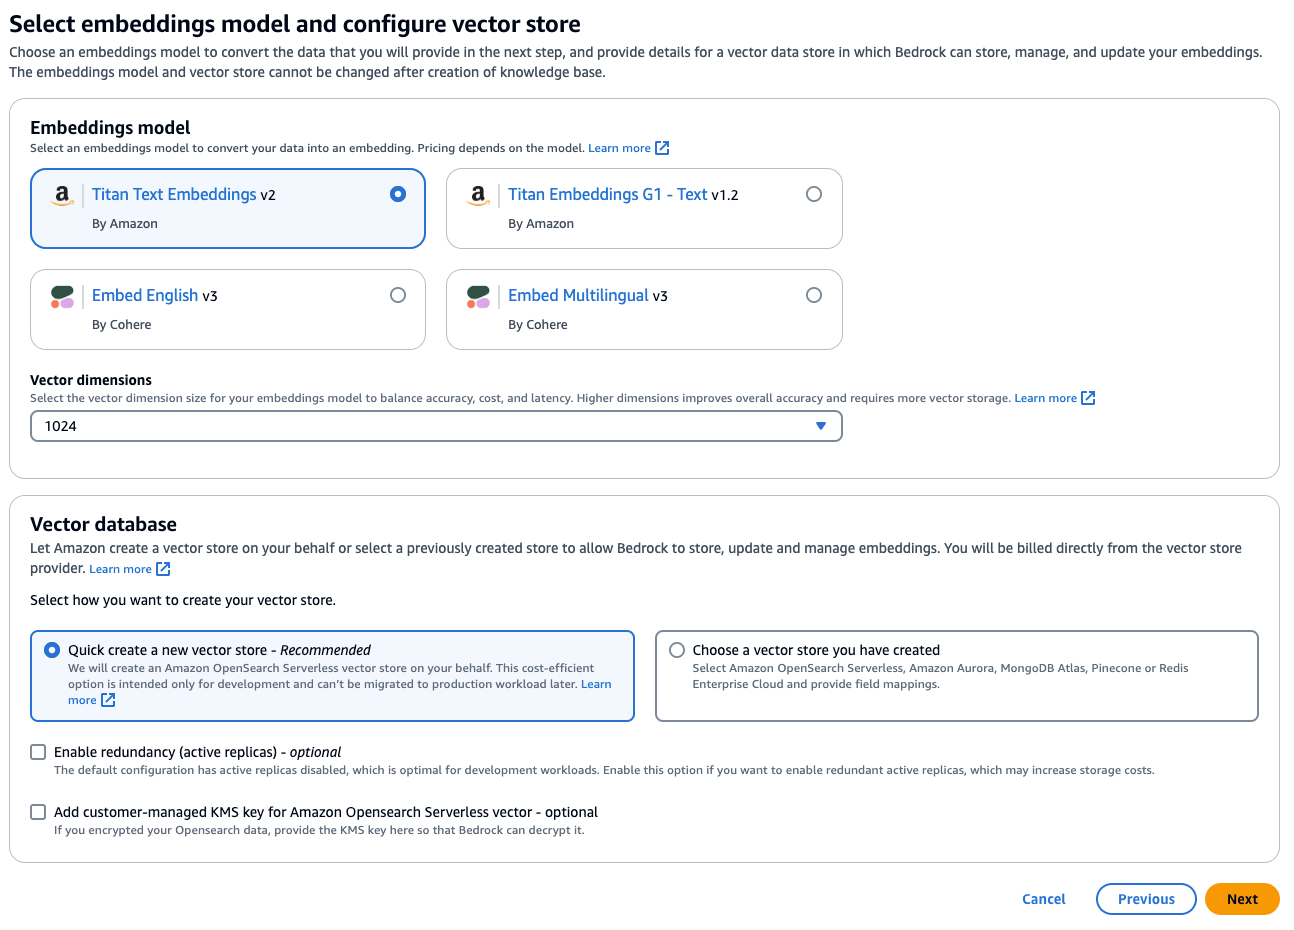 Select embeddings model and configure vector store
Choose an embeddings model to convert the data that you will provide in the next step, and provide details for a vector data store in which Bedrock can store, manage, and update your embeddings.
The embeddings model and vector store cannot be changed after creation of knowledge base.
Embeddings model
Select an embeddings model to convert your data into an embedding. Pricing depends on the model. Learn more
a Titan Text Embeddings v2
By Amazon
a Titan Embeddings G1 - Text v1.2
By Amazon
Embed English v3
By Cohere
Embed Multilingual v3
By Cohere
Vector dimensions
Select the vector dimension size for your embeddings model to balance accuracy, cost, and latency. Higher dimensions improves overall accuracy and requires more vector storage. Learn more
1024
Vector database
Let Amazon create a vector store on your behalf or select a previously created store to allow Bedrock to store, update and manage embeddings. You will be billed directly from the vector store
provider. Learn more
Select how you want to create your vector store.
Quick create a new vector store - Recommended
We will create an Amazon OpenSearch Serverless vector store on your behalf. This cost-efficient
option is intended only for development and can’t be migrated to production workload later. Learn
more
Choose a vector store you have created
Select Amazon OpenSearch Serverless, Amazon Aurora, MongoDB Atlas, Pinecone or Redis
Enterprise Cloud and provide field mappings.
Enable redundancy (active replicas) - optional
The default configuration has active replicas disabled, which is optimal for development workloads. Enable this option if you want to enable redundant active replicas, which may increase storage costs.
Add customer-managed KMS key for Amazon Opensearch Serverless vector - optional
If you encrypted your Opensearch data, provide the KMS key here so that Bedrock can decrypt it.
Cancel
Previous
Next